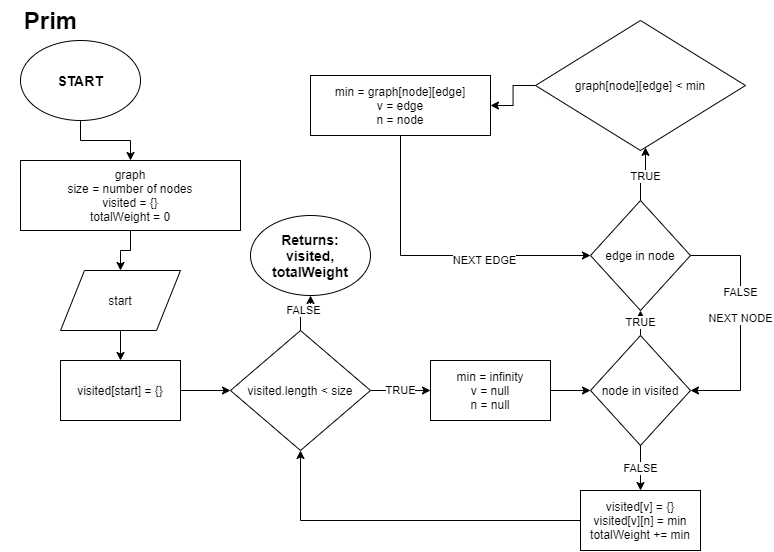 Prim
START
graph
size = number of nodes
visited = {}
totalWeight = 0
start
visited[start] = {}
visited.length < size
FALSE
Returns:
visited,
totalWeight
TRUE
min = infinity
v = null
n = null
node in visited
TRUE
edge in node
TRUE
graph[node][edge] < min
min = graph[node][edge]
v = edge
n = node
NEXT EDGE
FALSE
NEXT NODE
FALSE
visited[v] = {}
visited[v][n] = min
totalWeight += min